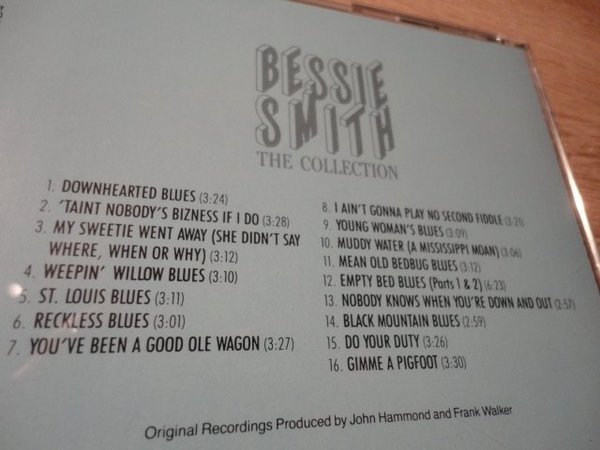 BESSIE
SMITH
THE COLLECTION
1. DOWNHEARTED BLUES (3:24)
2. 'TAINT NOBODY'S BIZNESS IF I DO (3:28)
3. MY SWEETIE WENT AWAY (SHE DIDN'T SAY
WHERE, WHEN OR WHY) (3:12)
4. WEEPIN' WILLOW BLUES (3:10)
5. ST. LOUIS BLUES (3:11)
6. RECKLESS BLUES (3:01)
7. YOU'VE BEEN A GOOD OLE WAGON (3:27)
8. I AIN'T GONNA PLAY NO SECOND FIDDLE (3:21)
9. YOUNG WOMAN'S BLUES (3:09)
10. MUDDY WATER (A MISSISSIPPI MOAN) (3:06)
11. MEAN OLD BEDBUG BLUES (3:12)
12. EMPTY BED BLUES (Parts 1 & 2) (6:23)
13. NOBODY KNOWS WHEN YOU'RE DOWN AND OUT (2:57)
14. BLACK MOUNTAIN BLUES (2:59)
15. DO YOUR DUTY (3:26)
16. GIMME A PIGFOOT (3:30)
Original Recordings Produced by John Hammond and Frank Walker